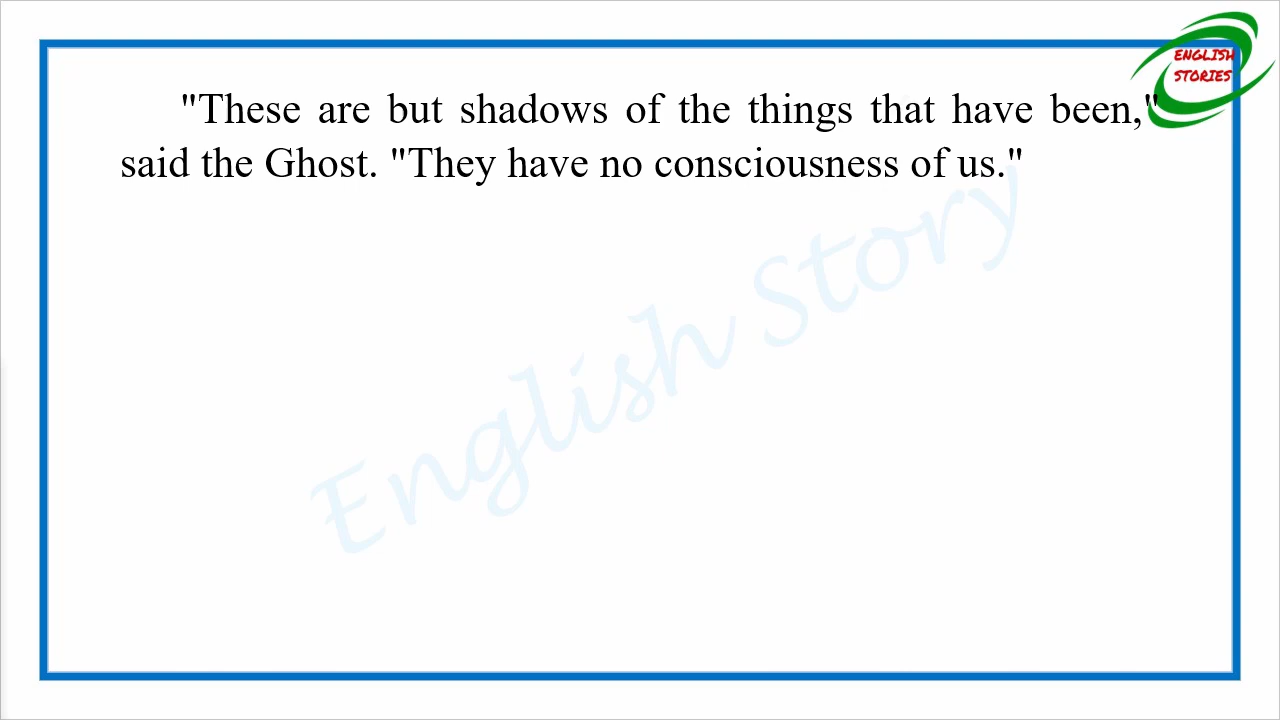 ENGLISH
STORIES
"These are but shadows of the things that have been,"
said the Ghost. "They have no consciousness of us."
English Story